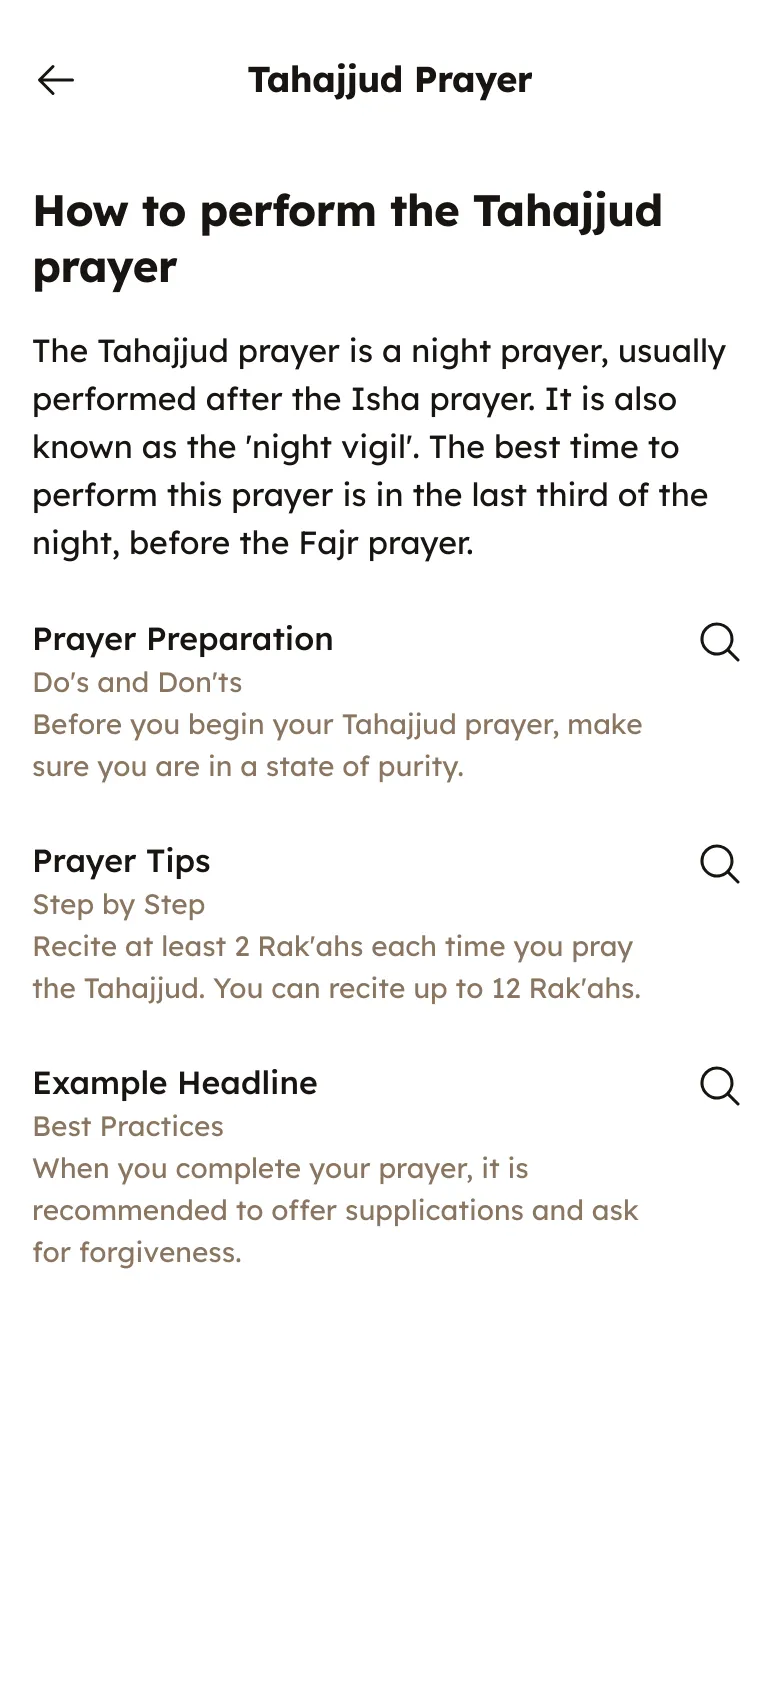 Tahajjud Prayer
How to perform the Tahajjud
prayer
The Tahajjud prayer is a night prayer, usually
performed after the Isha prayer. It is also
known as the 'night vigil'. The best time to
perform this prayer is in the last third of the
night, before the Fajr prayer.
Prayer Preparation
Do's and Don'ts
Before you begin your Tahajjud prayer, make
sure you are in a state of purity.
Prayer Tips
Step by Step
Recite at least 2 Rak'ahs each time you pray
the Tahajjud. You can recite up to 12 Rak'ahs.
Example Headline
Best Practices
When you complete your prayer, it is
recommended to offer supplications and ask
for forgiveness.